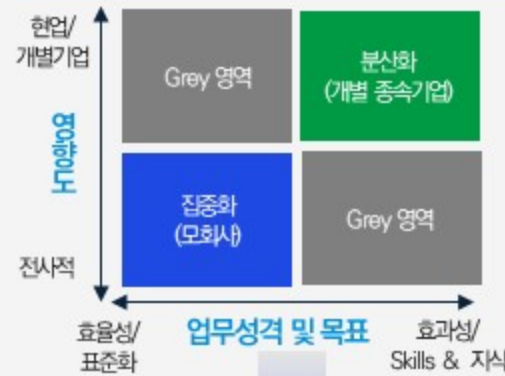 현업/
개별기업
Grey 영역
분산화
(개별 종속기업)
영향도
집중화
(모회사)
Grey 영역
전사적
효율성/
표준화
업무성격 및 목표
효과성/
Skills & 지식